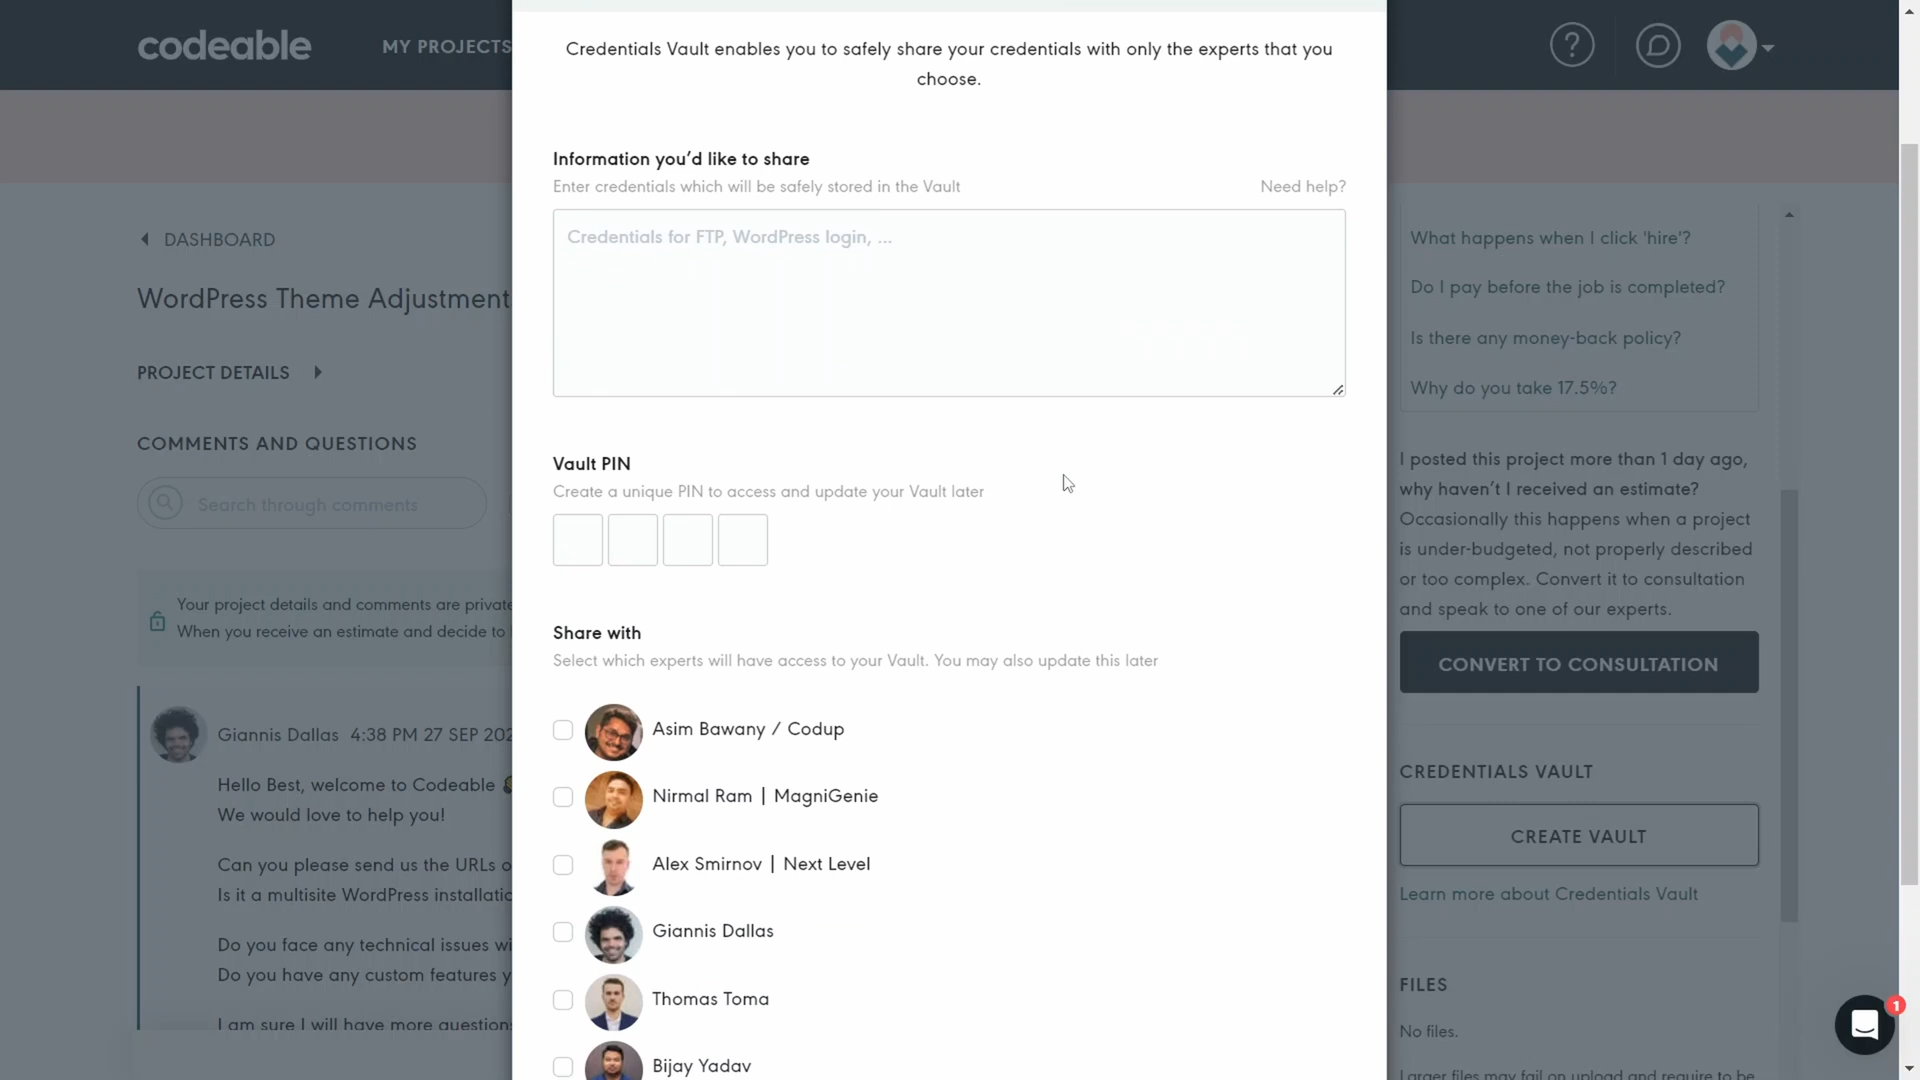 codeable
MY PROJECTS
?
Credentials Vault enables you to safely share your credentials with only the experts that you
choose.
Information you'd like to share
Enter credentials which will be safely stored in the Vault
Need help?
Credentials for FTP, WordPress login, ...
Vault PIN
Create a unique PIN to access and update your Vault later
Share with
Select which experts will have access to your Vault. You may also update this later
Asim Bawany / Codup
Nirmal Ram | MagniGenie
Alex Smirnov | Next Level
Giannis Dallas
Thomas Toma
Bijay Yadav
DASHBOARD
WordPress Theme Adjustment
PROJECT DETAILS
COMMENTS AND QUESTIONS
Search through comments
Your project details and comments are private
When you receive an estimate and decide to
Giannis Dallas 4:38 PM 27 SEP 202
Hello Best, welcome to Codeable
We would love to help you!
Can you please send us the URLs o
Is it a multisite WordPress installatio
Do you face any technical issues wi
Do you have any custom features y
I am sure I will have more questions
What happens when I click 'hire'?
Do I pay before the job is completed?
Is there any money-back policy?
Why do you take 17.5%?
I posted this project more than 1 day ago,
why haven't I received an estimate?
Occasionally this happens when a project
is under-budgeted, not properly described
or too complex. Convert it to consultation
and speak to one of our experts.
CONVERT TO CONSULTATION
CREDENTIALS VAULT
CREATE VAULT
Learn more about Credentials Vault
FILES
No files.
Larger files may fail on upload and require to be
1